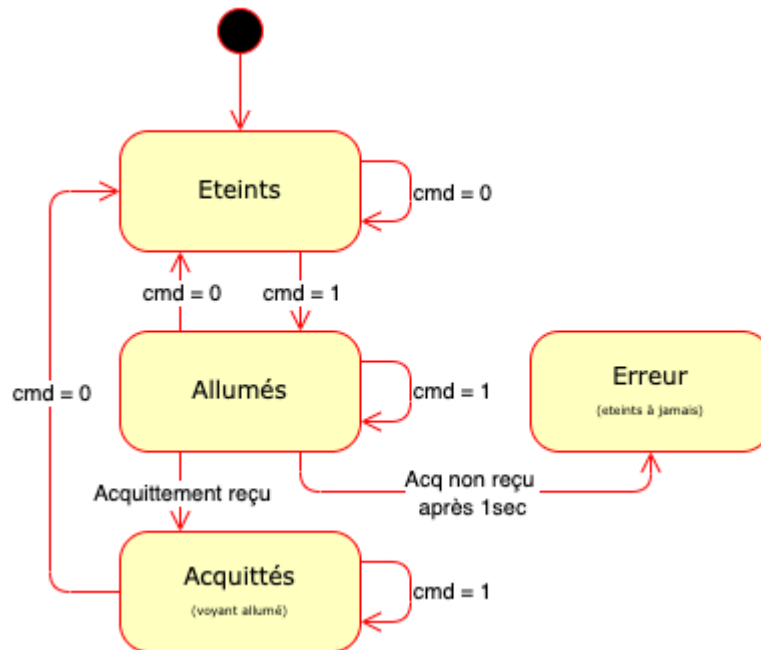 Eteints
cmd = 0
cmd = 0
cmd = 1
Allumés
cmd = 1
Erreur
(eteints à jamais)
cmd = 0
Acquittement reçu
Acq non reçu
après 1sec
Acquittés
(voyant allumé)
cmd = 1